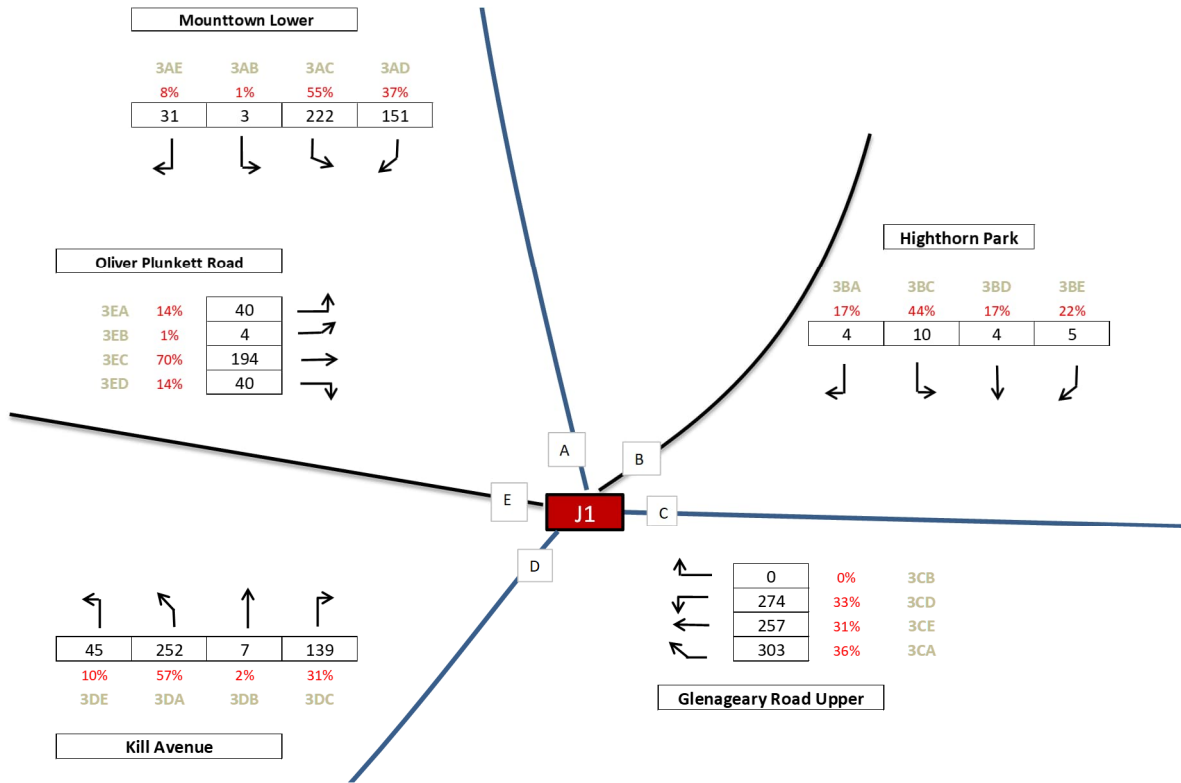 Mounttown Lower
3AE 3AB 3AC 3AD
8% 1% 55% 37%
31 3 222 151
Highthorn Park
3BA 3BC 3BD 3BE
17% 44% 17% 22%
4 10 4 5
Oliver Plunkett Road
3EA 14% 40
3EB 1% 4
3EC 70% 194
3ED 14% 40
A
B
E
J1
C
D
0 0% 3CB
274 33% 3CD
257 31% 3CE
303 36% 3CA
Glenageary Road Upper
45 252 7 139
10% 57% 2% 31%
3DE 3DA 3DB 3DC
Kill Avenue